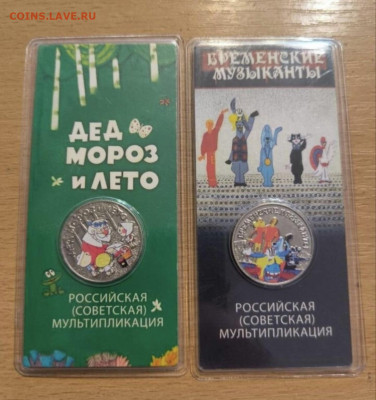 COINS.LAVE.RU
ДЕД
МОРОЗ
и ЛЕТО
РОССИЙСКАЯ
(СОВЕТСКАЯ)
МУЛЬТИПЛИКАЦИЯ
БРЕМЕНСКИЕ
МУЗЫКАНТЫ
РОССИЙСКАЯ
(СОВЕТСКАЯ)
МУЛЬТИПЛИКАЦИЯ